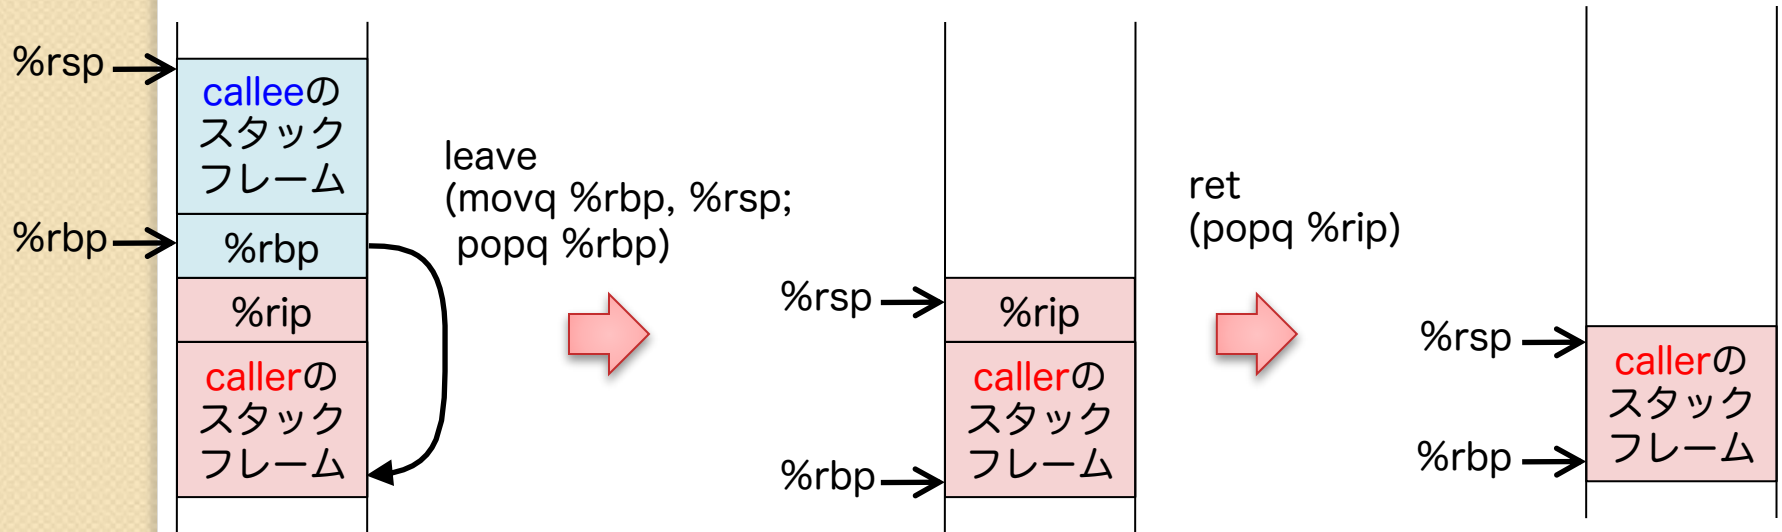 %rsp
calleeの
スタック
フレーム
%rbp
%rbp
%rip
callerの
スタック
フレーム
leave
(movq %rbp, %rsp;
popq %rbp)
%rsp
%rip
callerの
スタック
フレーム
%rbp
ret
(popq %rip)
%rsp
callerの
スタック
フレーム
%rbp